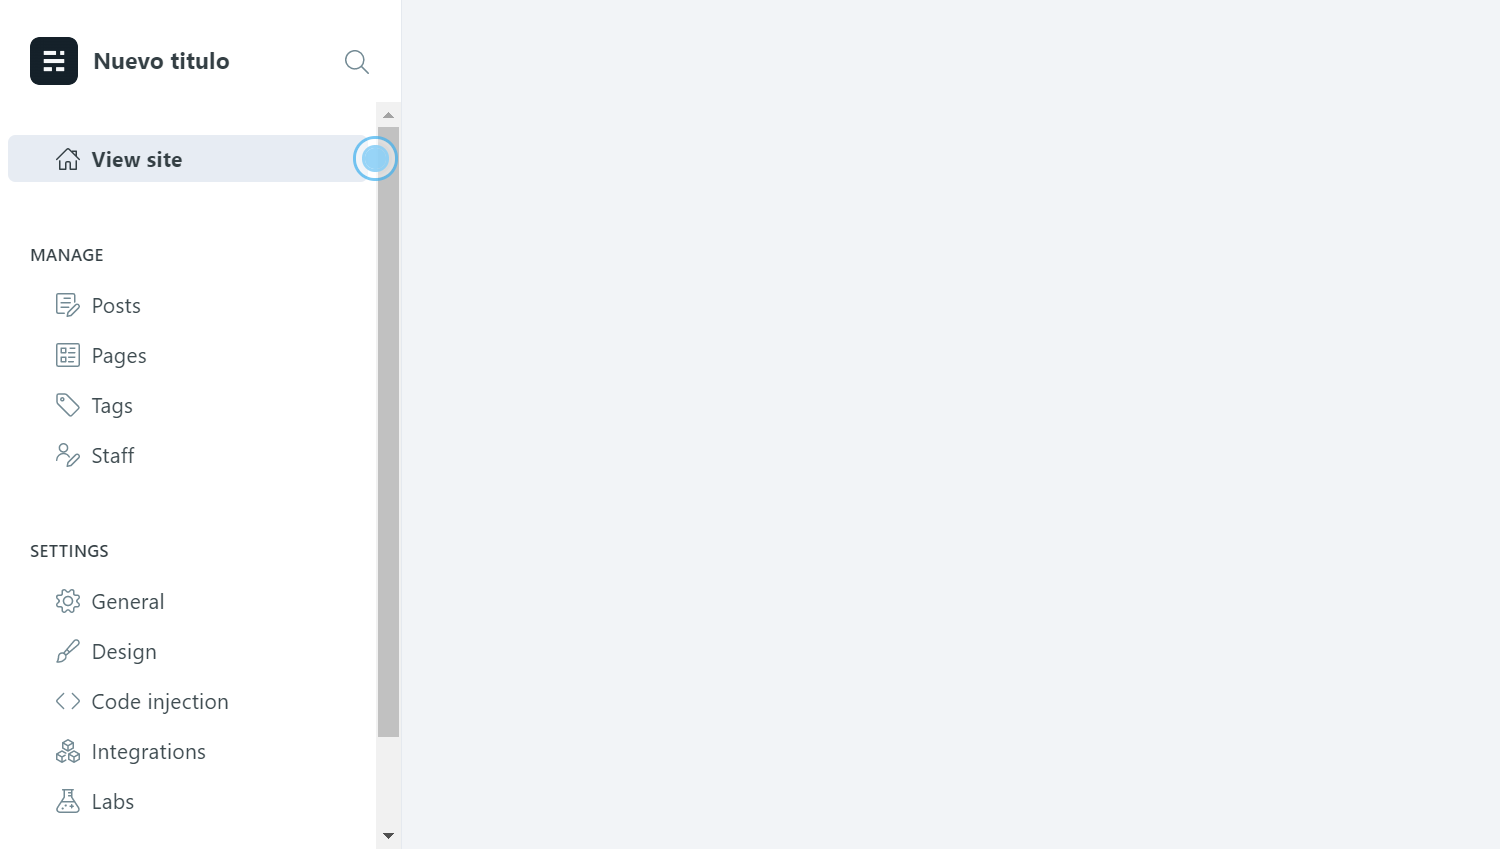 Nuevo titulo
View site
MANAGE
Posts
Pages
Tags
Staff
SETTINGS
General
Design
Code injection
Integrations
Labs